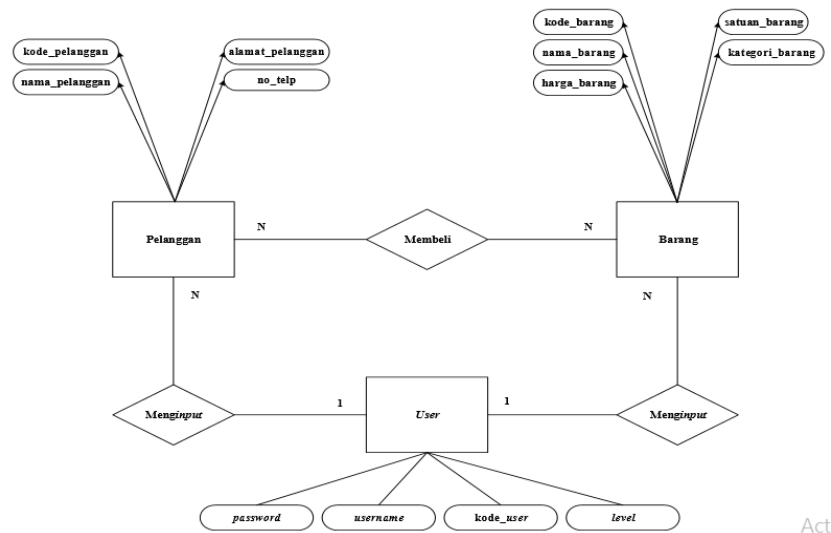 kode_pelanggan
nama_pelanggan
alamat_pelanggan
no_telp
kode_barang
nama_barang
harga_barang
satuan_barang
kategori_barang
Pelanggan
N
Membeli
N
Barang
N
N
Menginput
1
User
1
Menginput
password
username
kode_user
level
Act